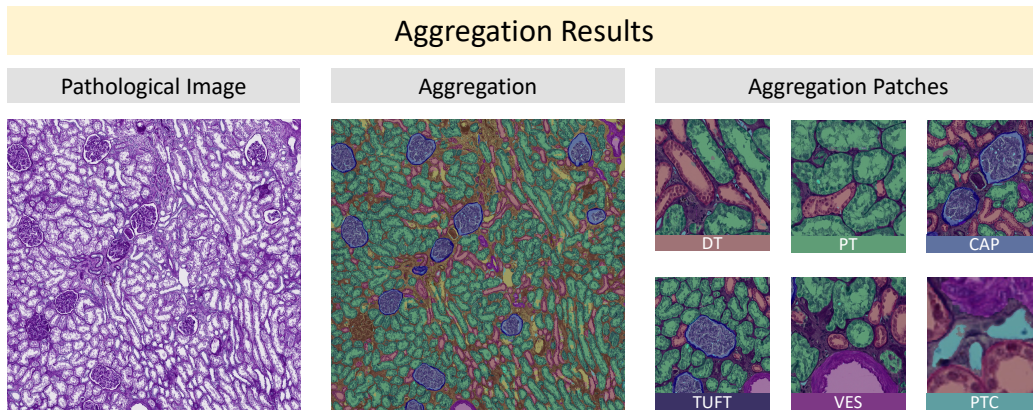 Aggregation Results
Pathological Image
Aggregation
Aggregation Patches
DT
PT
CAP
TUFT
VES
PTC